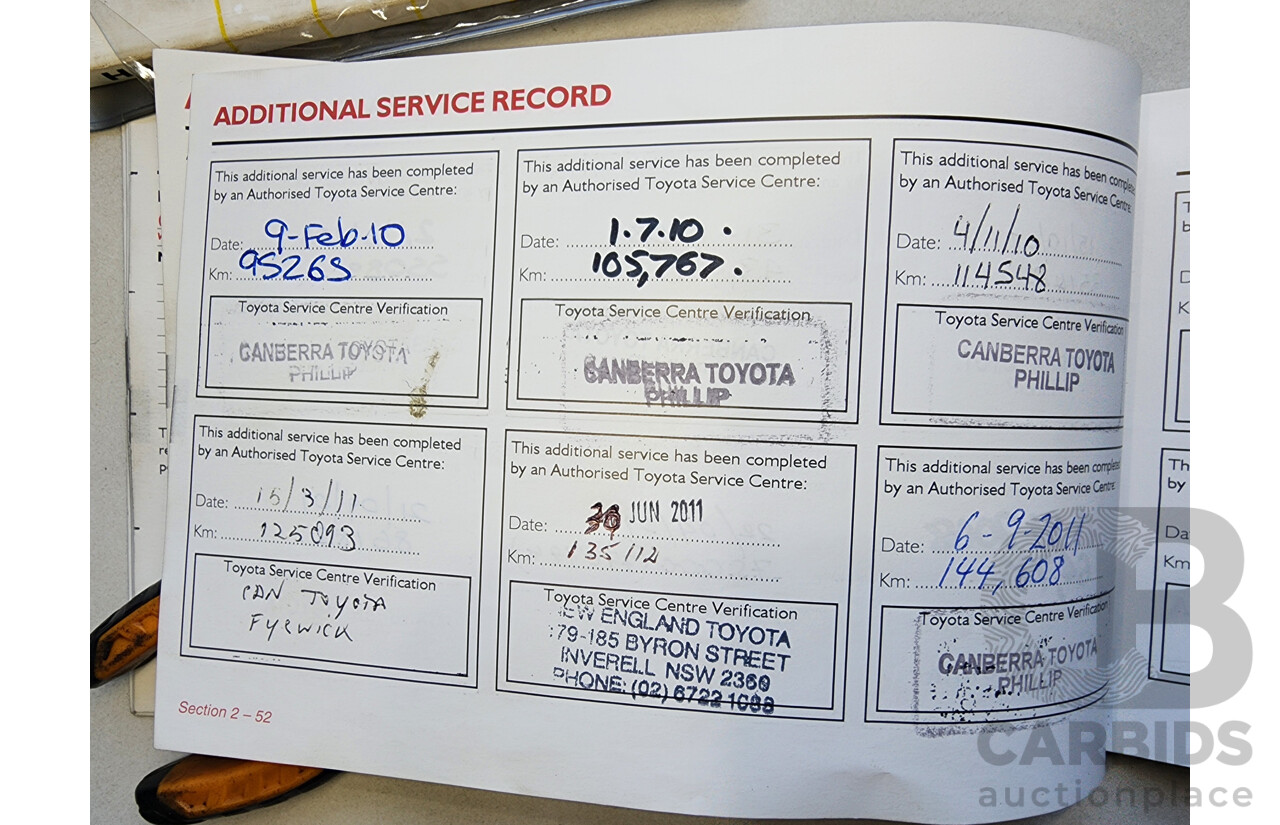 ADDITIONAL SERVICE RECORD
This additional service has been completed
by an Authorised Toyota Service Centre:
Date: 9-Feb-10
Km: 95265
Toyota Service Centre Verification
CANBERRA TOYOTA
PHILLIP
This additional service has been completed
by an Authorised Toyota Service Centre:
Date: 1.7.10.
Km: 105,767.
Toyota Service Centre Verification
CANBERRA TOYOTA
PHILLIP
This additional service has been completed
by an Authorised Toyota Service Centre:
Date: 4/11/10
Km: 114548
Toyota Service Centre Verification
CANBERRA TOYOTA
PHILLIP
This additional service has been completed
by an Authorised Toyota Service Centre:
Date: 15/3/11
Km: 125093
Toyota Service Centre Verification
CAN TOYOTA
FYSWICK
This additional service has been completed
by an Authorised Toyota Service Centre:
Date: JUN 2011
Km: 135112
Toyota Service Centre Verification
NEW ENGLAND TOYOTA
179-185 BYRON STREET
INVERELL NSW 2360
PHONE: (02) 6722 1088
This additional service has been completed
by an Authorised Toyota Service Centre:
Date: 6-9-2011
Km: 144,608
Toyota Service Centre Verification
CANBERRA TOYOTA
PHILLIP
Section 2 – 52
Th
by
Da
Km
B
CARBIDS
auctionplace